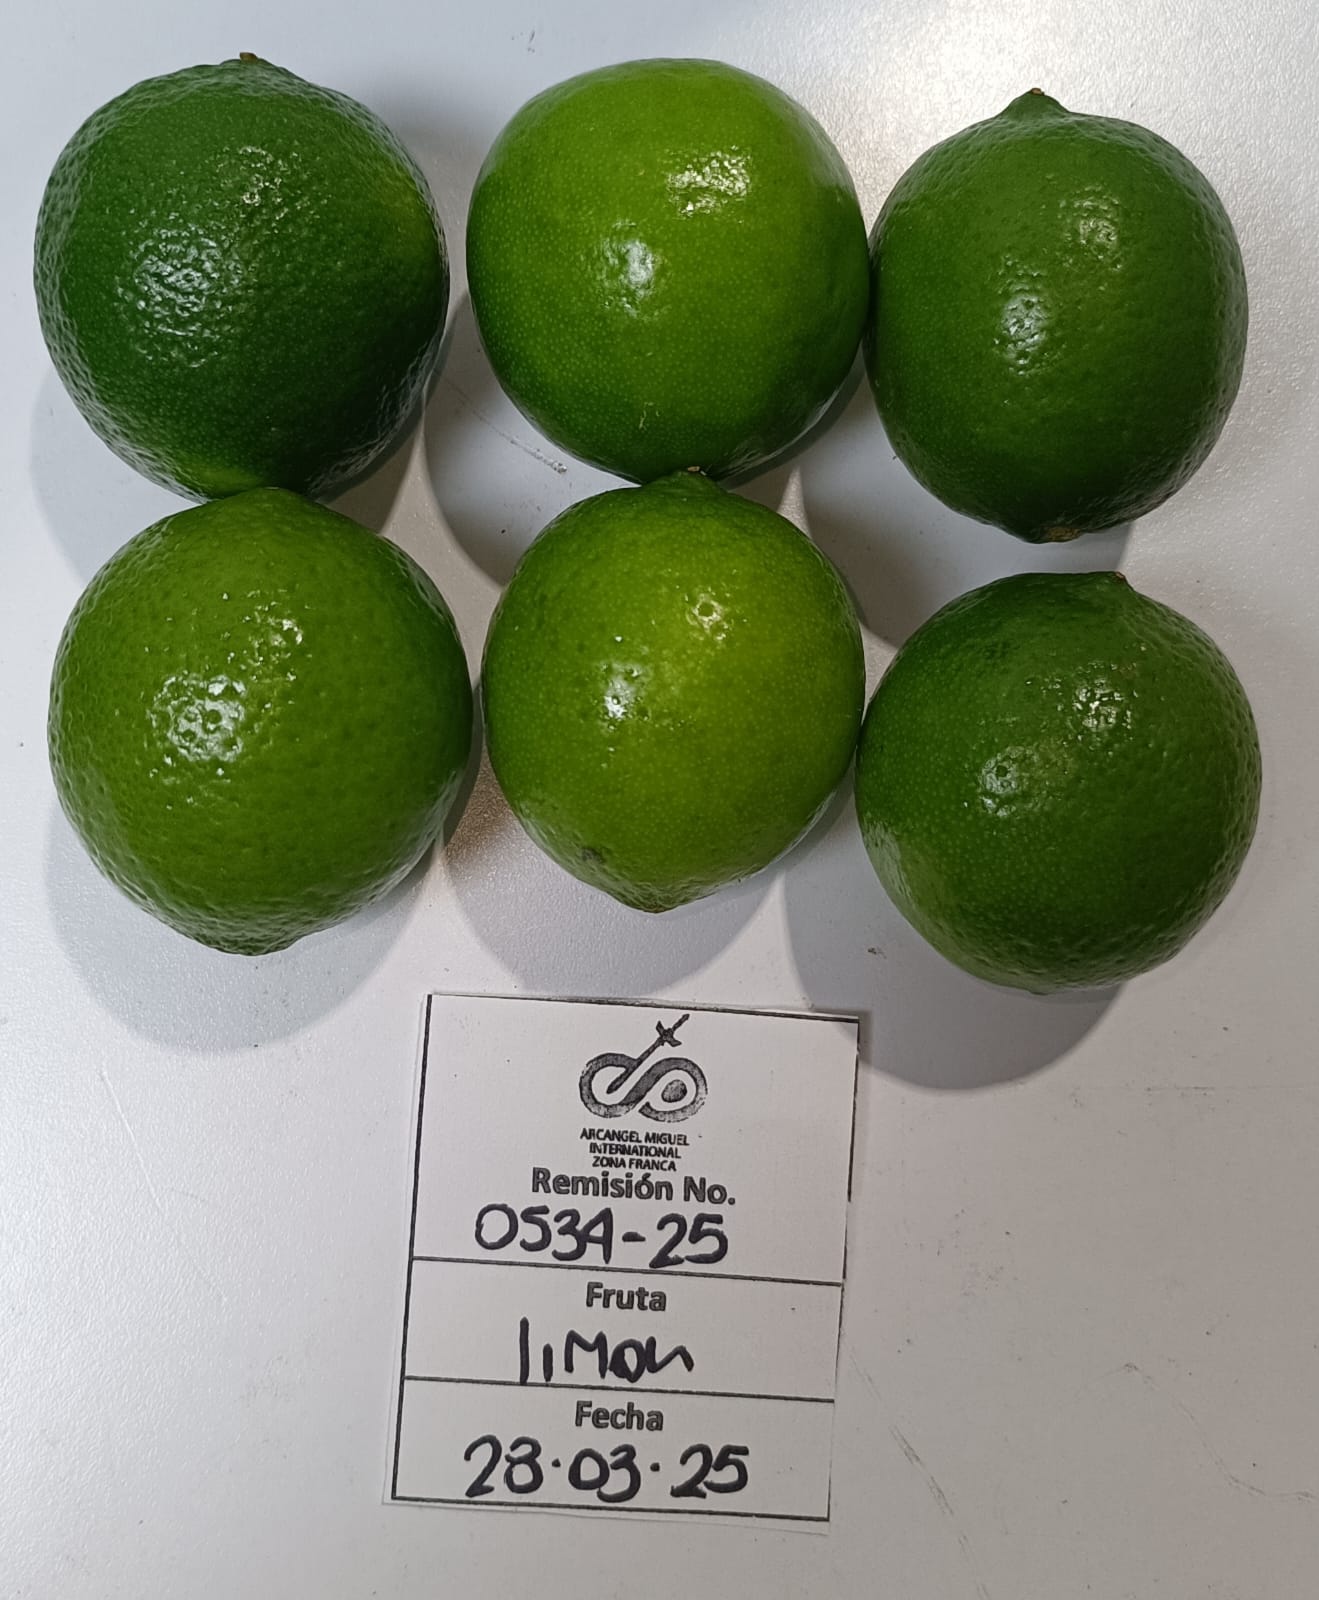 ARCANGEL MIGUEL
INTERNATIONAL
ZONA FRANCA
Remisión No.
0534-25
Fruta
limon
Fecha
28.03.25